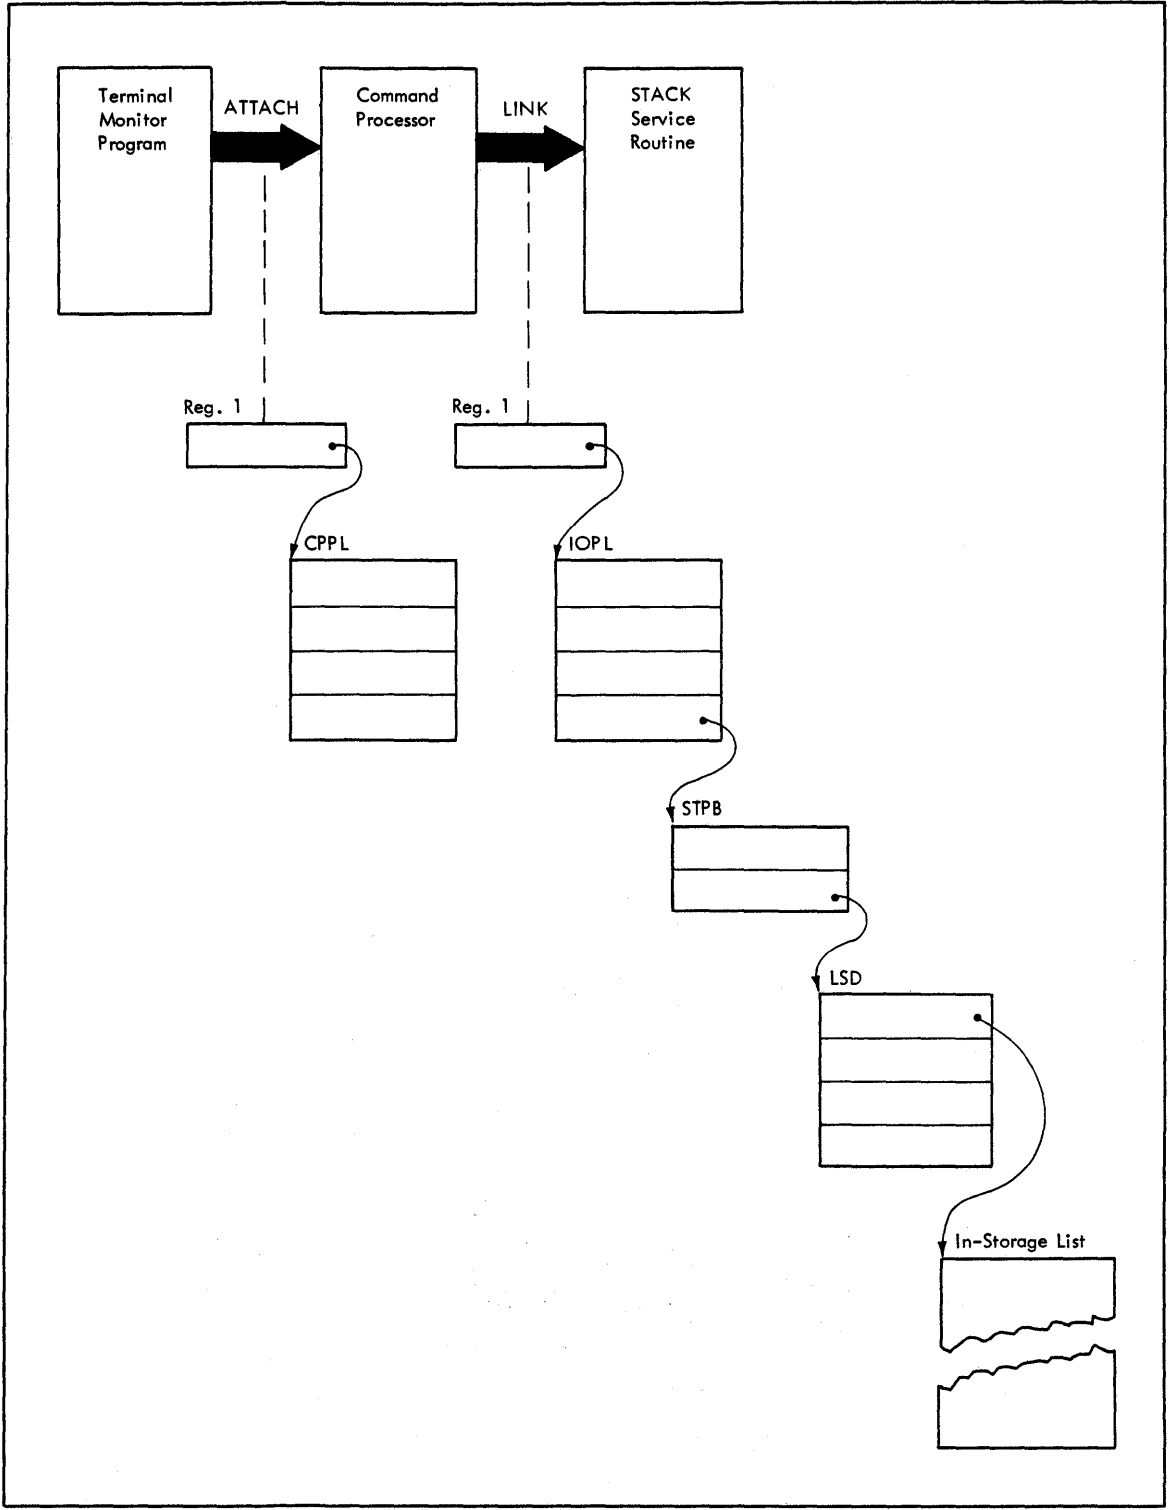 Terminal
Monitor
Program
ATTACH
Command
Processor
LINK
STACK
Service
Routine
Reg. 1
Reg. 1
CPPL
IOPL
STPB
LSD
In-Storage List